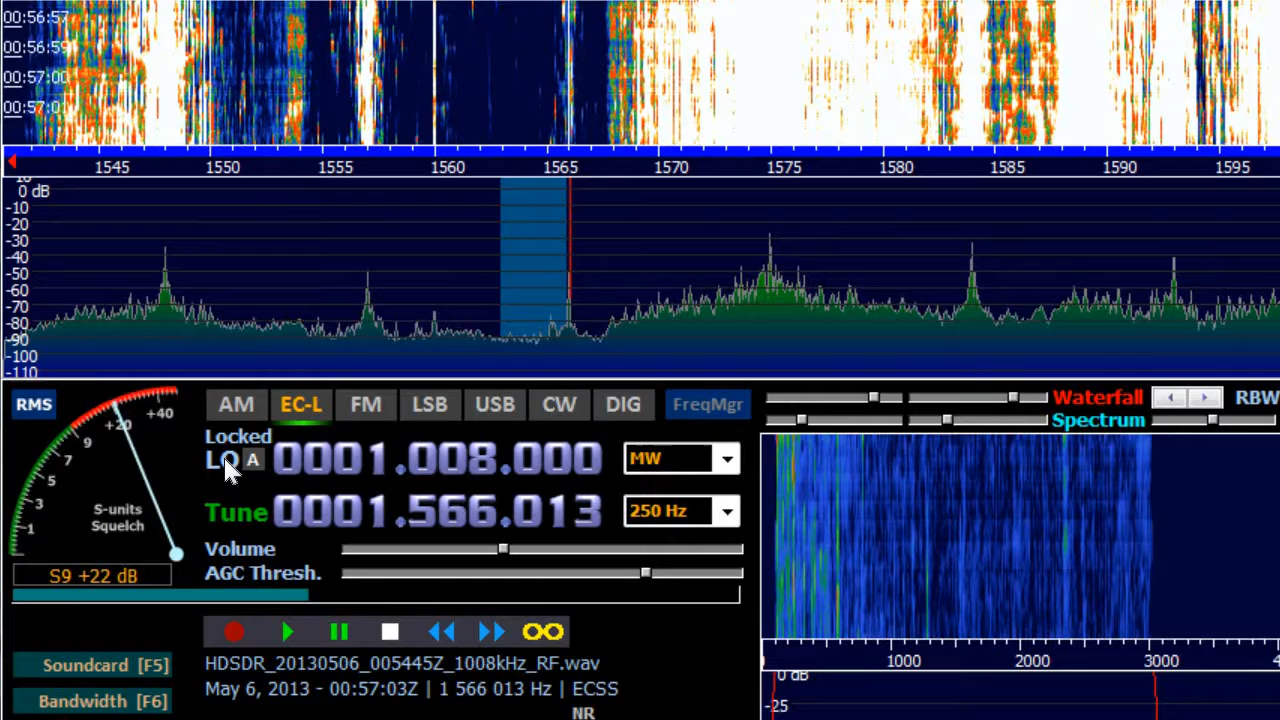 00:56:57
00:56:59
00:57:00
00:57:01
1545 1550 1555 1560 1565 1570 1575 1580 1585 1590 1595
0 dB
-10
-20
-30
-40
-50
-60
-70
-80
-90
-100
-110
RMS
+40
+20
9
7
5
3
1
S-units
Squelch
S9 +22 dB
AM EC-L FM LSB USB CW DIG FreqMgr
Locked
LO A 0001.008.000 MW
Tune 0001.566.013 250 Hz
Volume
AGC Thresh.
Waterfall RBW
Spectrum
1000 2000 3000
0 dB
-25
Soundcard [F5]
Bandwidth [F6]
HDSDR_20130506_005445Z_1008kHz_RF.wav
May 6, 2013 - 00:57:03Z | 1 566 013 Hz | ECSS
NR